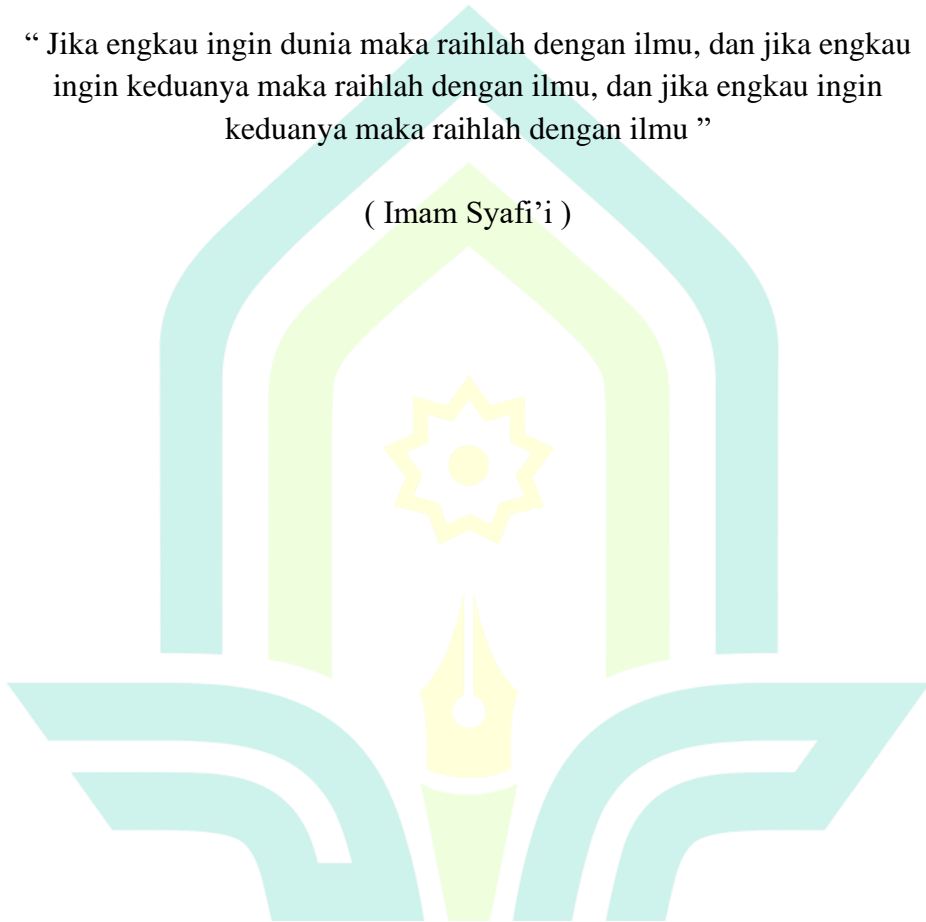 “ Jika engkau ingin dunia maka raihlah dengan ilmu, dan jika engkau
ingin keduanya maka raihlah dengan ilmu, dan jika engkau ingin
keduanya maka raihlah dengan ilmu ”
( Imam Syafi’i )